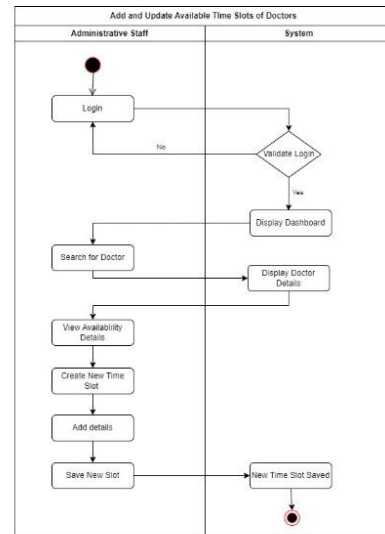 Add and Update Available Time Slots of Doctors
Administrative Staff
System
Login
No
Validate Login
Yes
Display Dashboard
Search for Doctor
Display Doctor
Details
View Availability
Details
Create New Time
Slot
Add details
Save New Slot
New Time Slot Saved